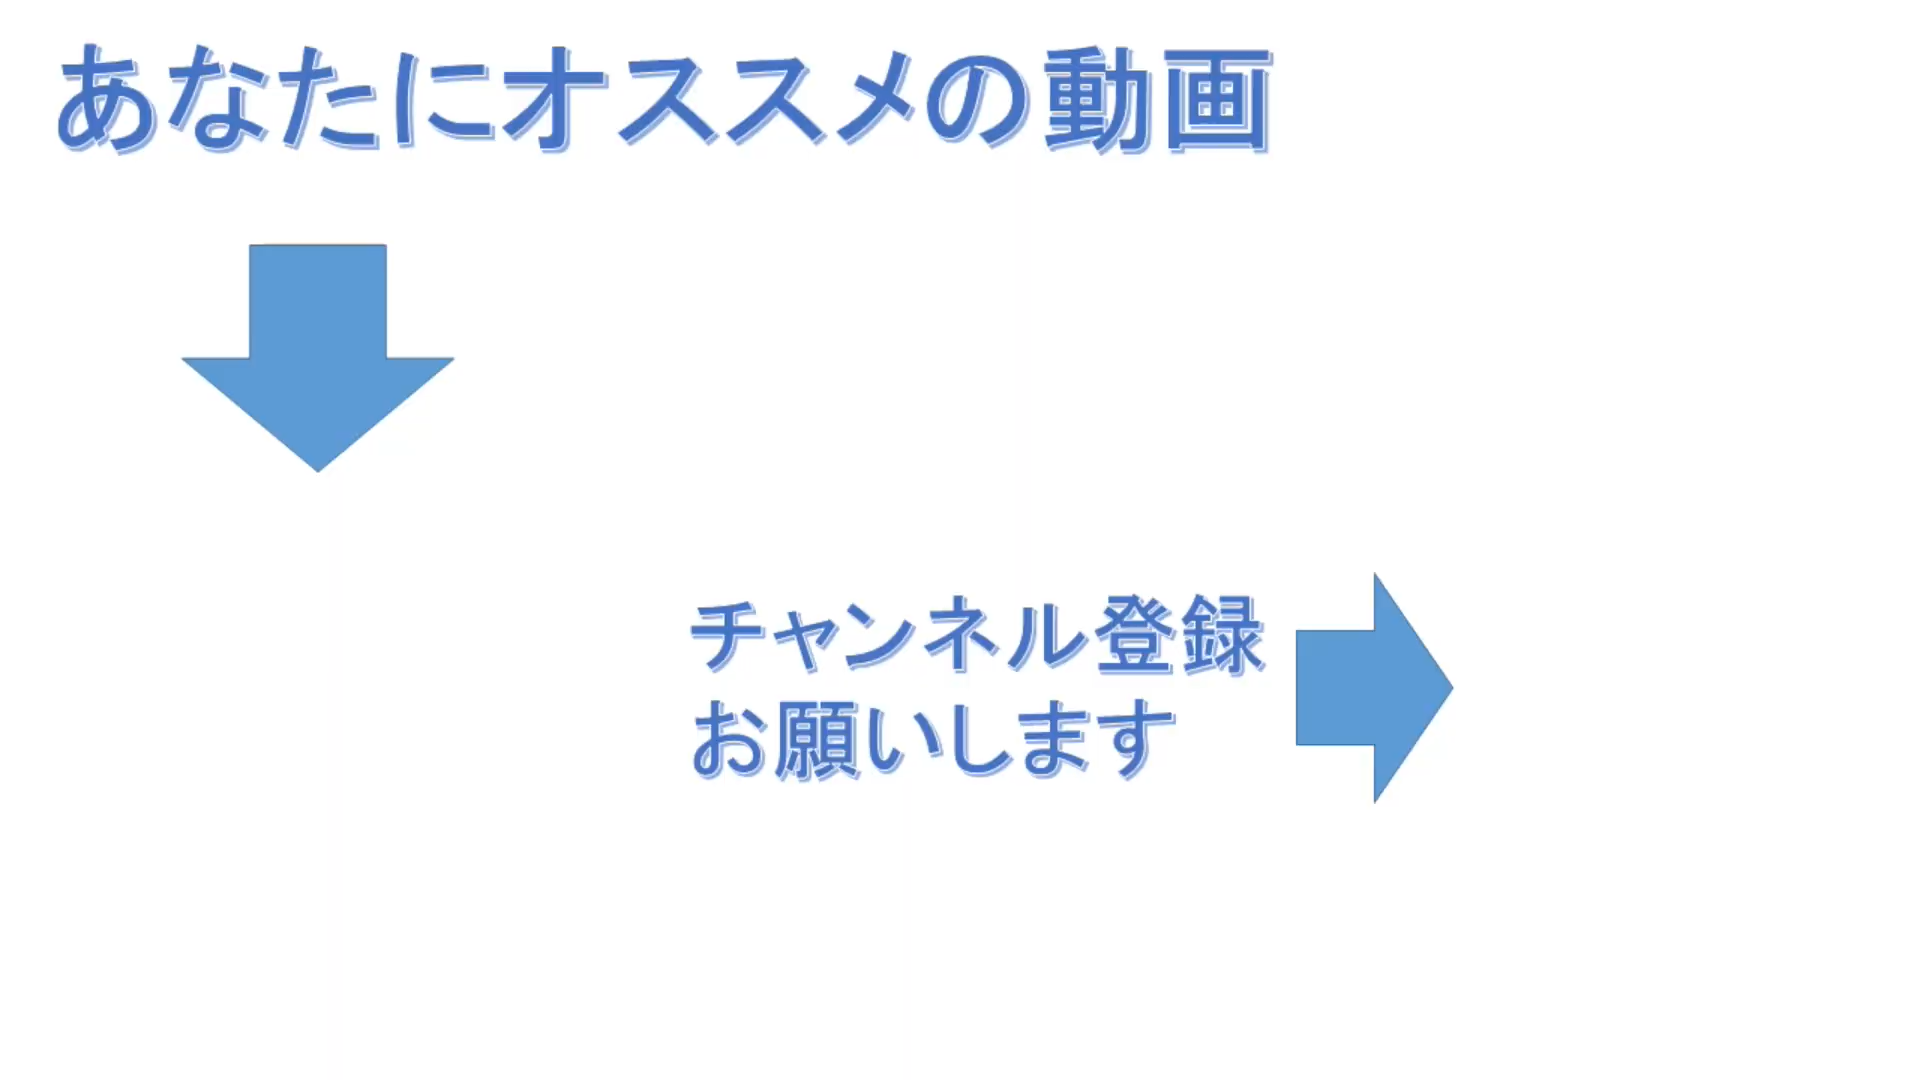 あなたにオススメの動画
チャンネル登録
お願いします